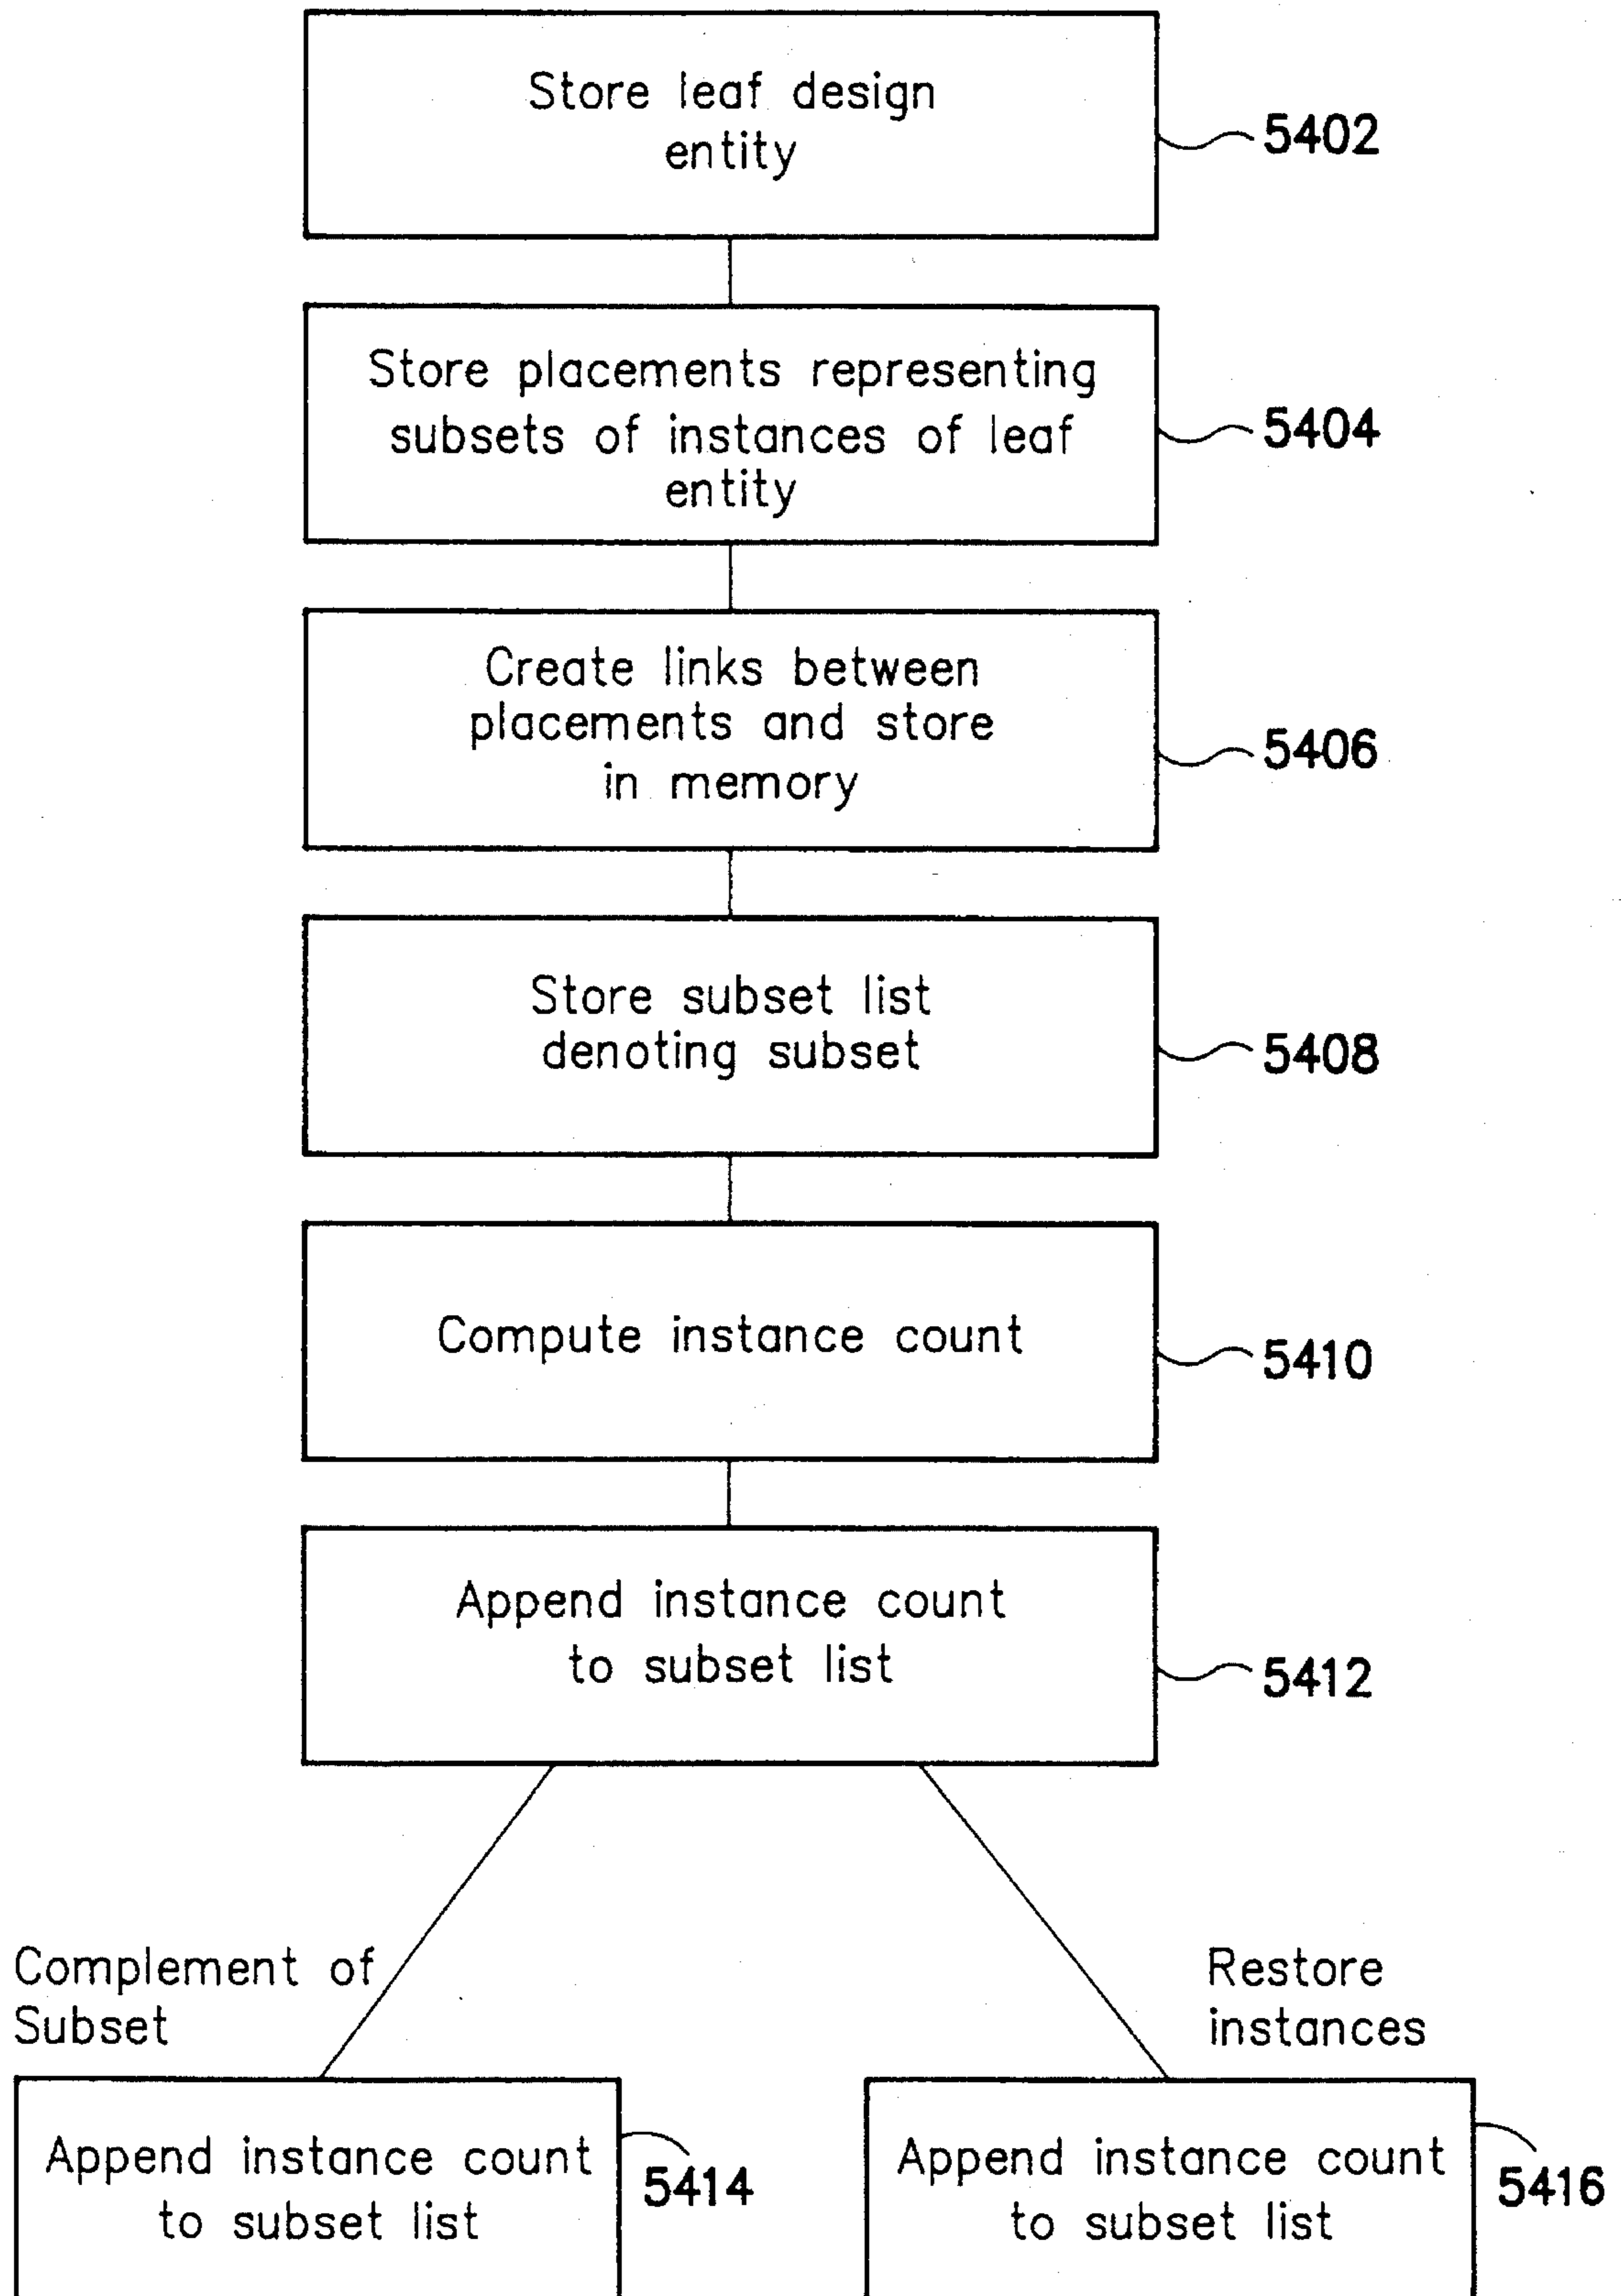 Store leaf design
entity
5402
Store placements representing
subsets of instances of leaf
entity
5404
Create links between
placements and store
in memory
5406
Store subset list
denoting subset
5408
Compute instance count
5410
Append instance count
to subset list
5412
Complement of
Subset
Restore
instances
Append instance count
to subset list
5414
Append instance count
to subset list
5416